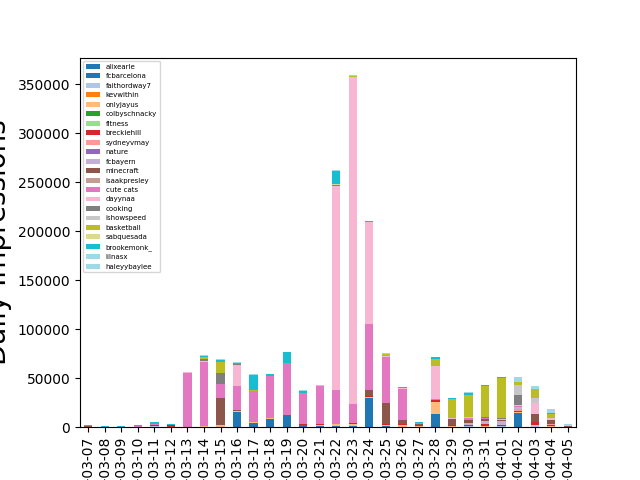 Daily Impressions
350000
300000
250000
200000
150000
100000
50000
0
alixearle
fcbarcelona
faithordway7
kevwithin
onlyjayus
colbyschnacky
fitness
breckiehill
sydneyvmay
nature
fcbayern
minecraft
isaakpresley
cute cats
dayynaa
cooking
ishowspeed
basketball
sabquesada
brookemonk_
lilnasx
haleyybaylee
03-07
03-08
03-09
03-10
03-11
03-12
03-13
03-14
03-15
03-16
03-17
03-18
03-19
03-20
03-21
03-22
03-23
03-24
03-25
03-26
03-27
03-28
03-29
03-30
03-31
04-01
04-02
04-03
04-04
04-05